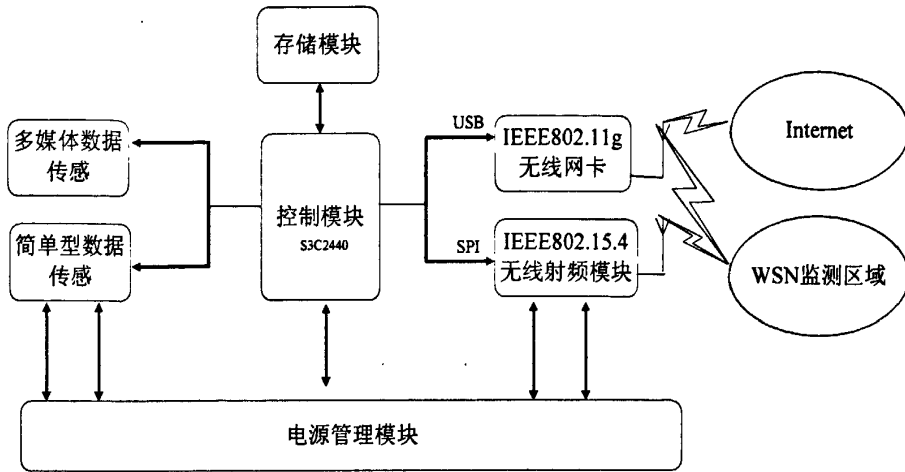 存储模块
多媒体数据
传感
简单型数据
传感
控制模块
S3C2440
USB
IEEE802.11g
无线网卡
SPI
IEEE802.15.4
无线射频模块
Internet
WSN监测区域
电源管理模块